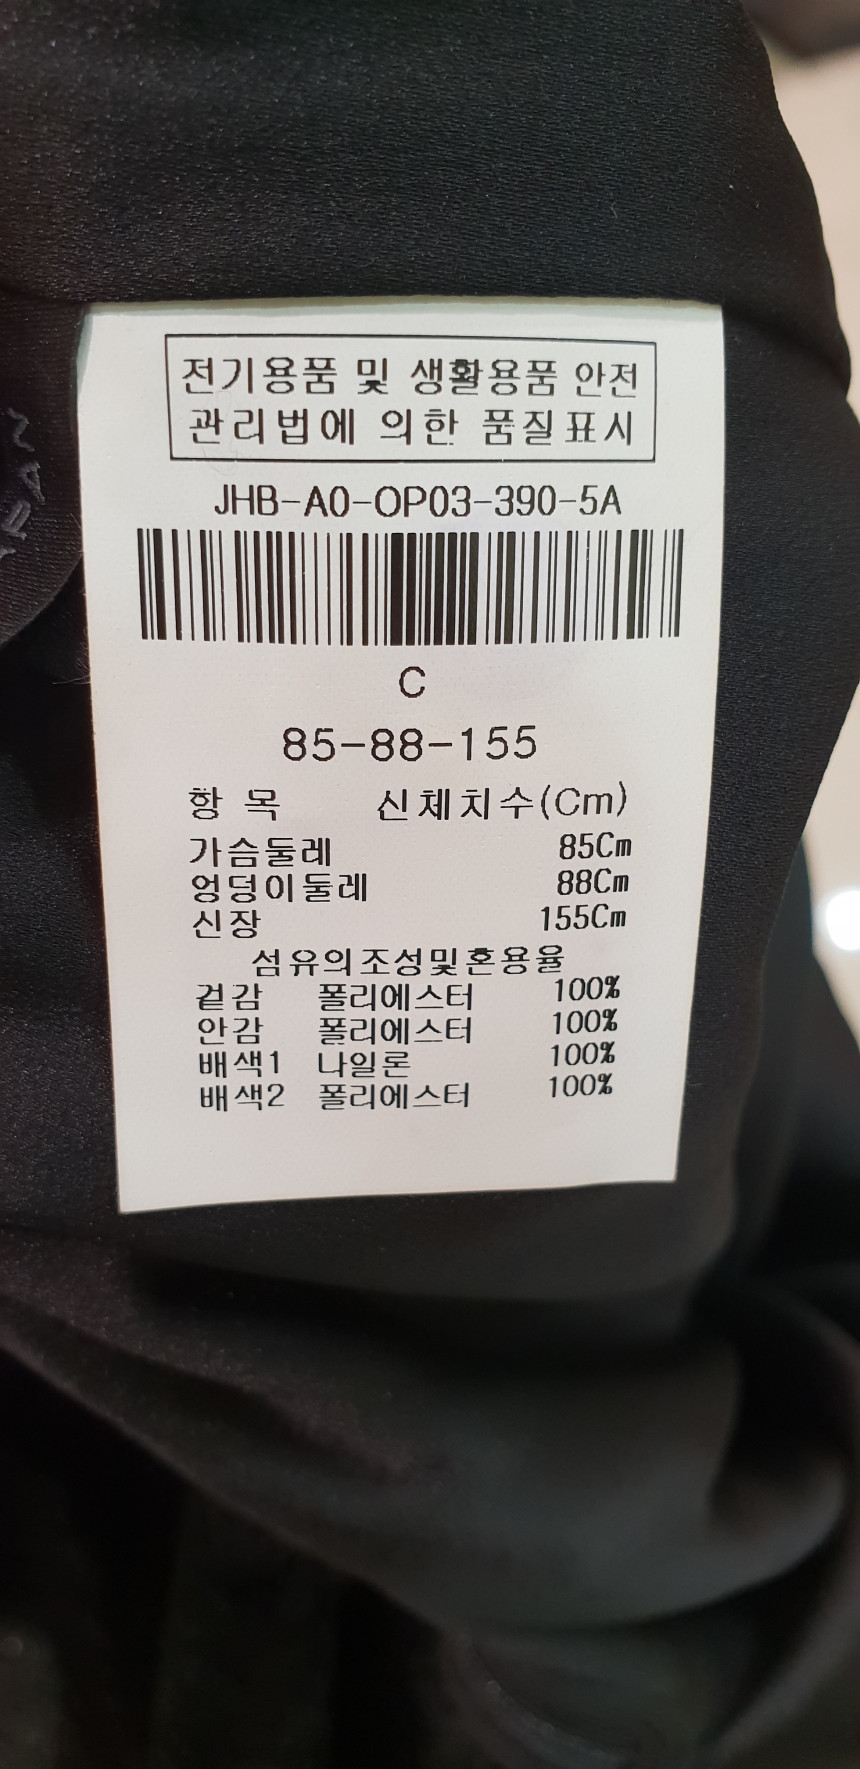 전기용품 및 생활용품 안전
관리법에 의한 품질표시
JHB-A0-OP03-390-5A
C
85-88-155
항 목 신체치수(Cm)
가슴둘레 85Cm
엉덩이둘레 88Cm
신장 155Cm
섬유의조성및혼용율
겉감 폴리에스터 100%
안감 폴리에스터 100%
배색1 나일론 100%
배색2 폴리에스터 100%